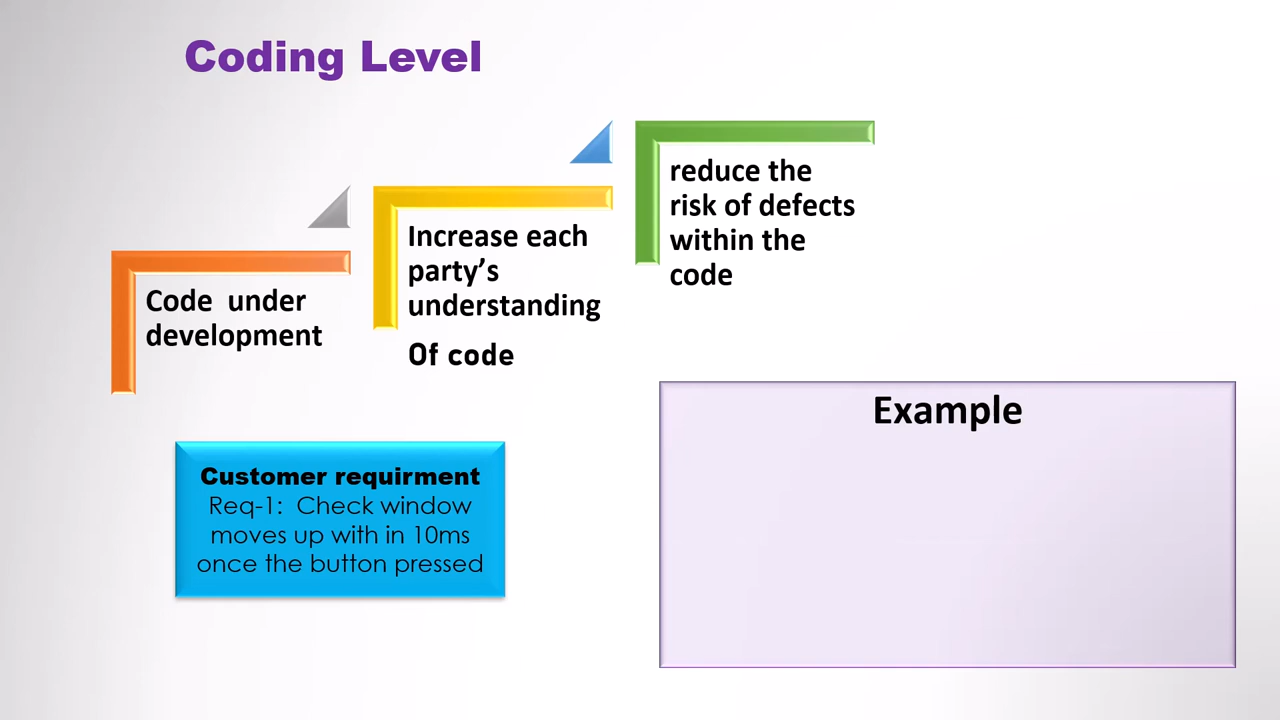 Coding Level
Code under
development
Increase each
party’s
understanding
Of code
reduce the
risk of defects
within the
code
Customer requirment
Req-1: Check window
moves up with in 10ms
once the button pressed
Example